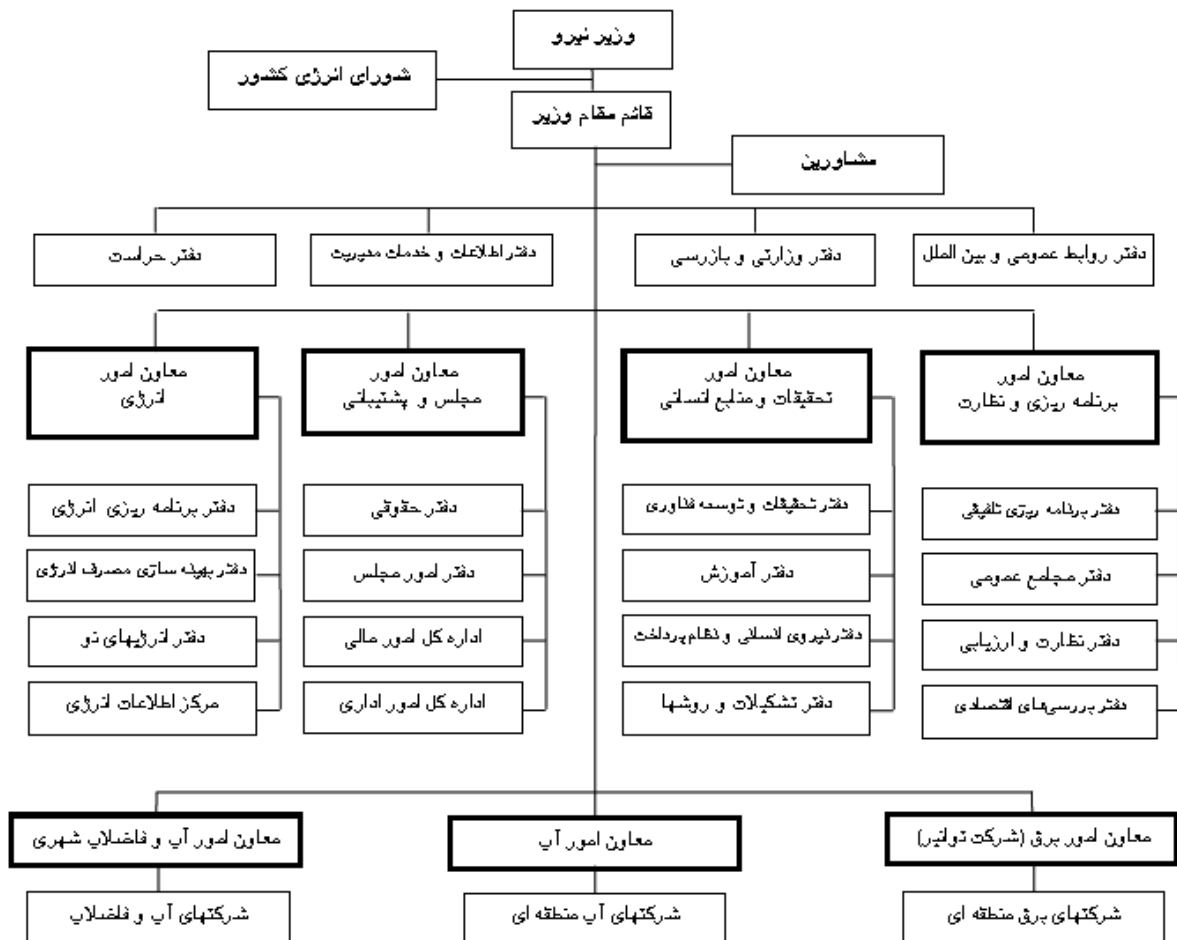 وزیر نیرو
شورای انرژی کشور
قائم مقام وزیر
مشاورین
دفتر روابط عمومی و بین الملل
دفتر وزارتی و بازرسی
دفتر اطلاعات و خدمات مدیریت
دفتر حراست
معاون امور
برنامه ریزی و نظارت
معاون امور
تحقیقات و منابع انسانی
معاون امور
مجلس و پشتیبانی
معاون امور
انرژی
دفتر برنامه ریزی تلفیقی
دفتر تحقیقات و توسعه فناوری
دفتر حقوقی
دفتر برنامه ریزی انرژی
دفتر مجامع عمومی
دفتر آموزش
دفتر امور مجلس
دفتر بهینه سازی مصرف انرژی
دفتر نظارت و ارزیابی
دفتر نیروی انسانی و نظام پرداخت
اداره کل امور مالی
دفتر انرژیهای نو
دفتر بررسی‌های اقتصادی
دفتر تشکیلات و روشها
اداره کل امور اداری
مرکز اطلاعات انرژی
معاون امور برق (شرکت توانیر)
معاون امور آب
معاون امور آب و فاضلاب شهری
شرکتهای برق منطقه ای
شرکتهای آب منطقه ای
شرکتهای آب و فاضلاب